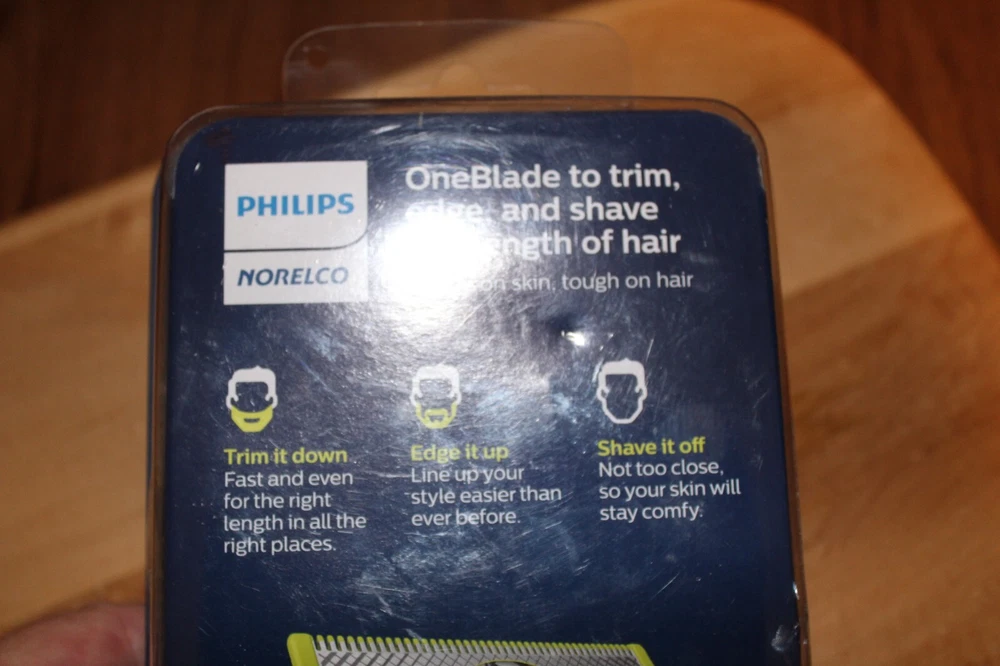 PHILIPS
NORELCO
OneBlade to trim,
edge, and shave
length of hair
on skin, tough on hair
Trim it down
Fast and even
for the right
length in all the
right places.
Edge it up
Line up your
style easier than
ever before.
Shave it off
Not too close,
so your skin will
stay comfy.